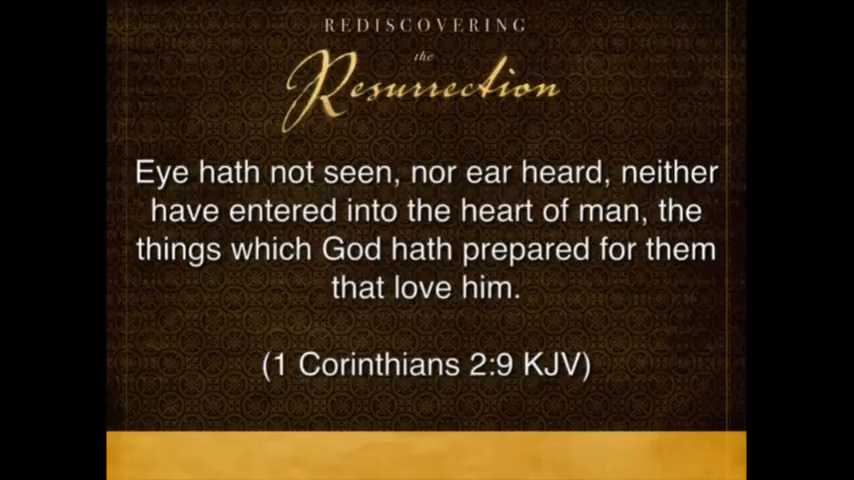 REDISCOVERING
the
Resurrection
Eye hath not seen, nor ear heard, neither
have entered into the heart of man, the
things which God hath prepared for them
that love him.
(1 Corinthians 2:9 KJV)